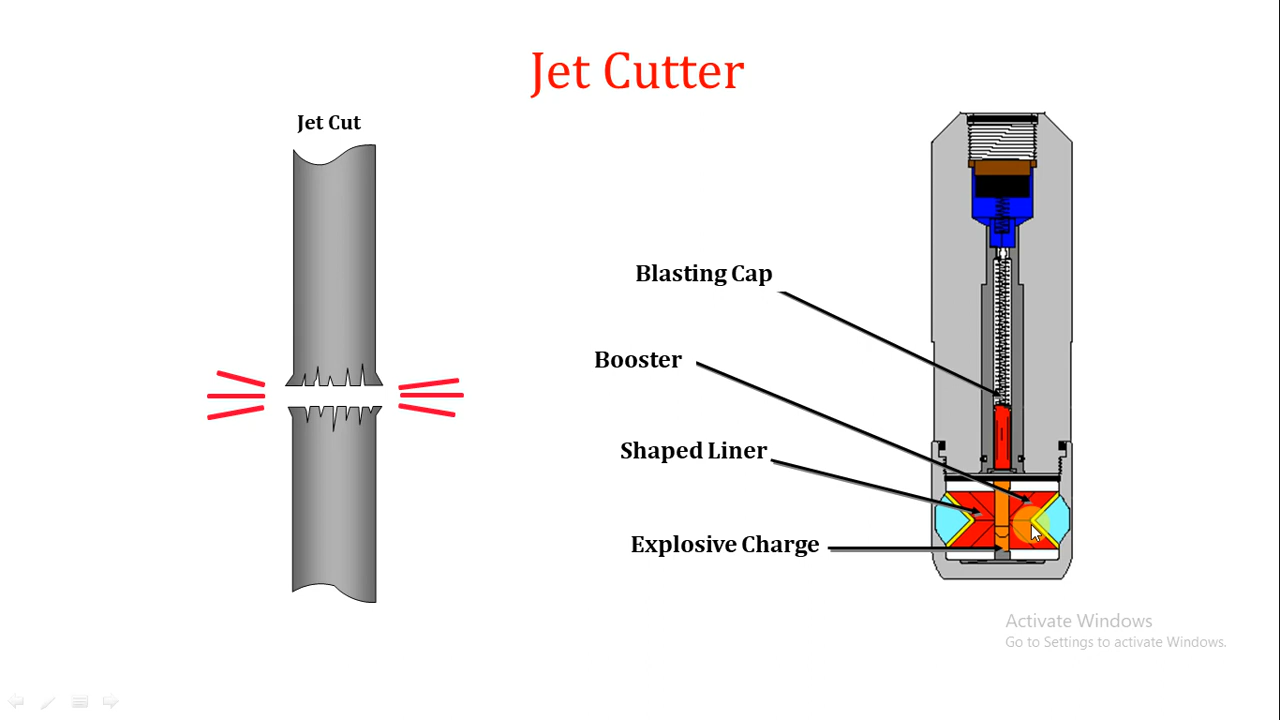 Jet Cutter
Jet Cut
Blasting Cap
Booster
Shaped Liner
Explosive Charge
Activate Windows
Go to Settings to activate Windows.